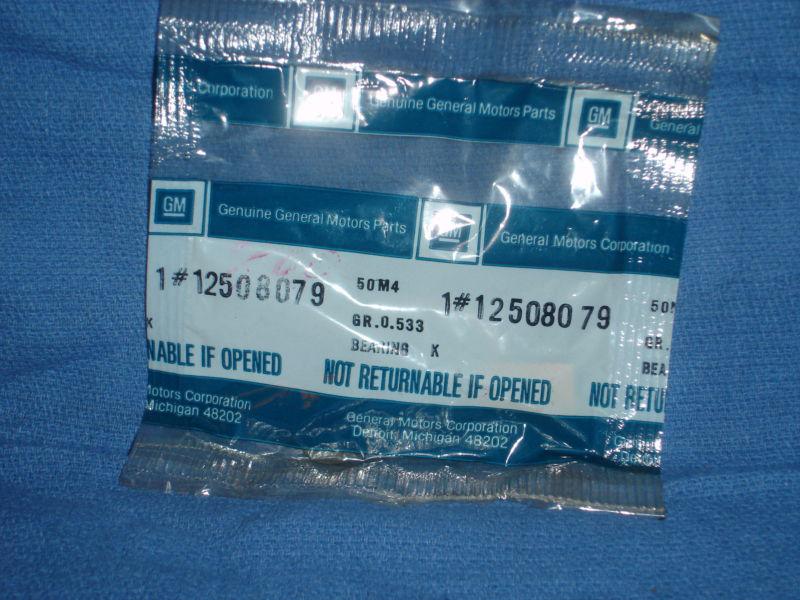 Corporation GM Genuine General Motors Parts GM General
GM Genuine General Motors Parts GM General Motors Corporation
1#12508079 50M4 1#12508079 50M
GR.0.533 GR.
K BEARING K BEA
NABLE IF OPENED NOT RETURNABLE IF OPENED NOT RETU
Motors Corporation General Motors Corporation
Michigan 48202 Detroit, Michigan 48202